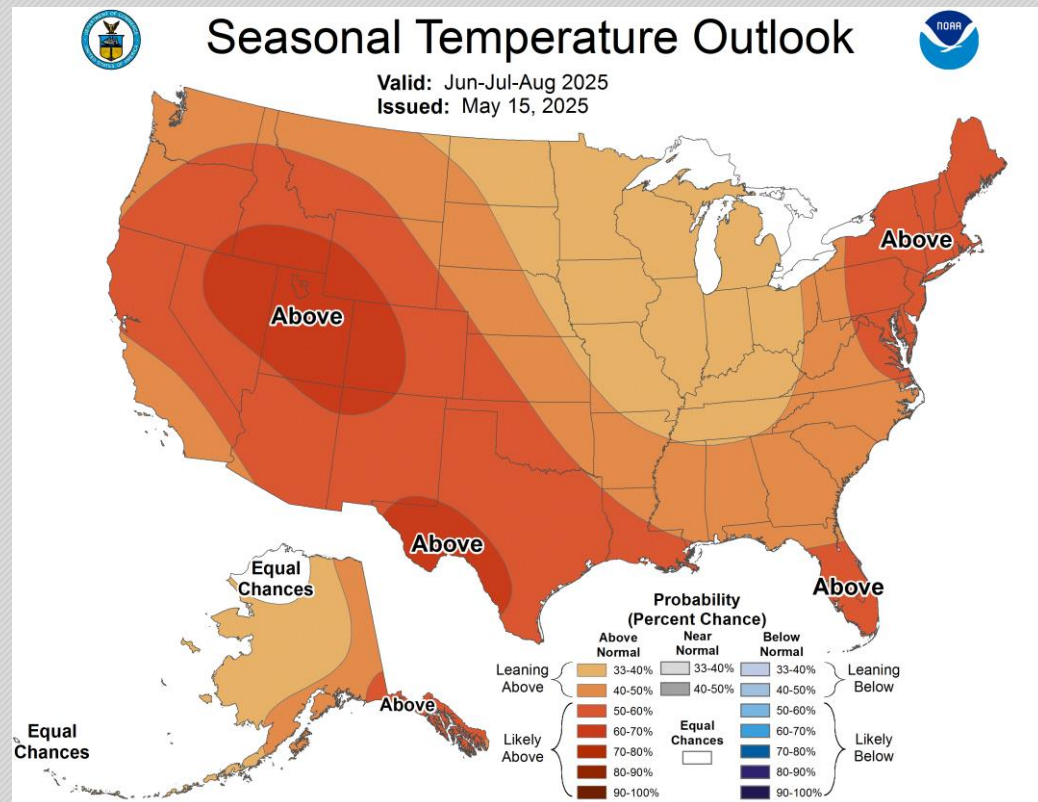 Seasonal Temperature Outlook
NOAA
Valid: Jun-Jul-Aug 2025
Issued: May 15, 2025
Above
Above
Above
Above
Equal
Chances
Above
Equal
Chances
Probability
(Percent Chance)
Above
Normal
Near
Normal
Below
Normal
Leaning
Above
33-40%
40-50%
33-40%
40-50%
33-40%
40-50%
Leaning
Below
Likely
Above
50-60%
60-70%
70-80%
80-90%
90-100%
Equal
Chances
50-60%
60-70%
70-80%
80-90%
90-100%
Likely
Below